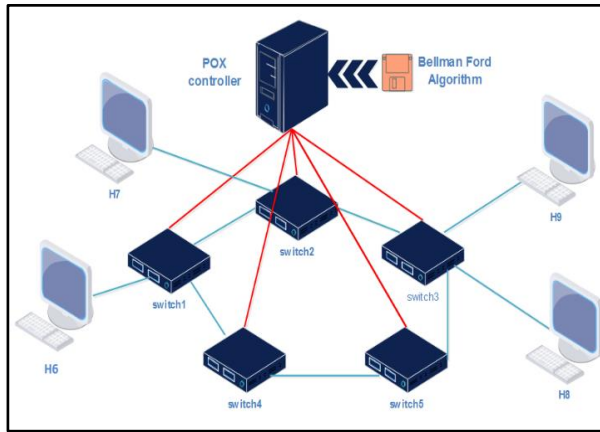 POX
controller
Bellman Ford
Algorithm
H7
H9
switch2
switch3
switch1
H6
H8
switch4
switch5